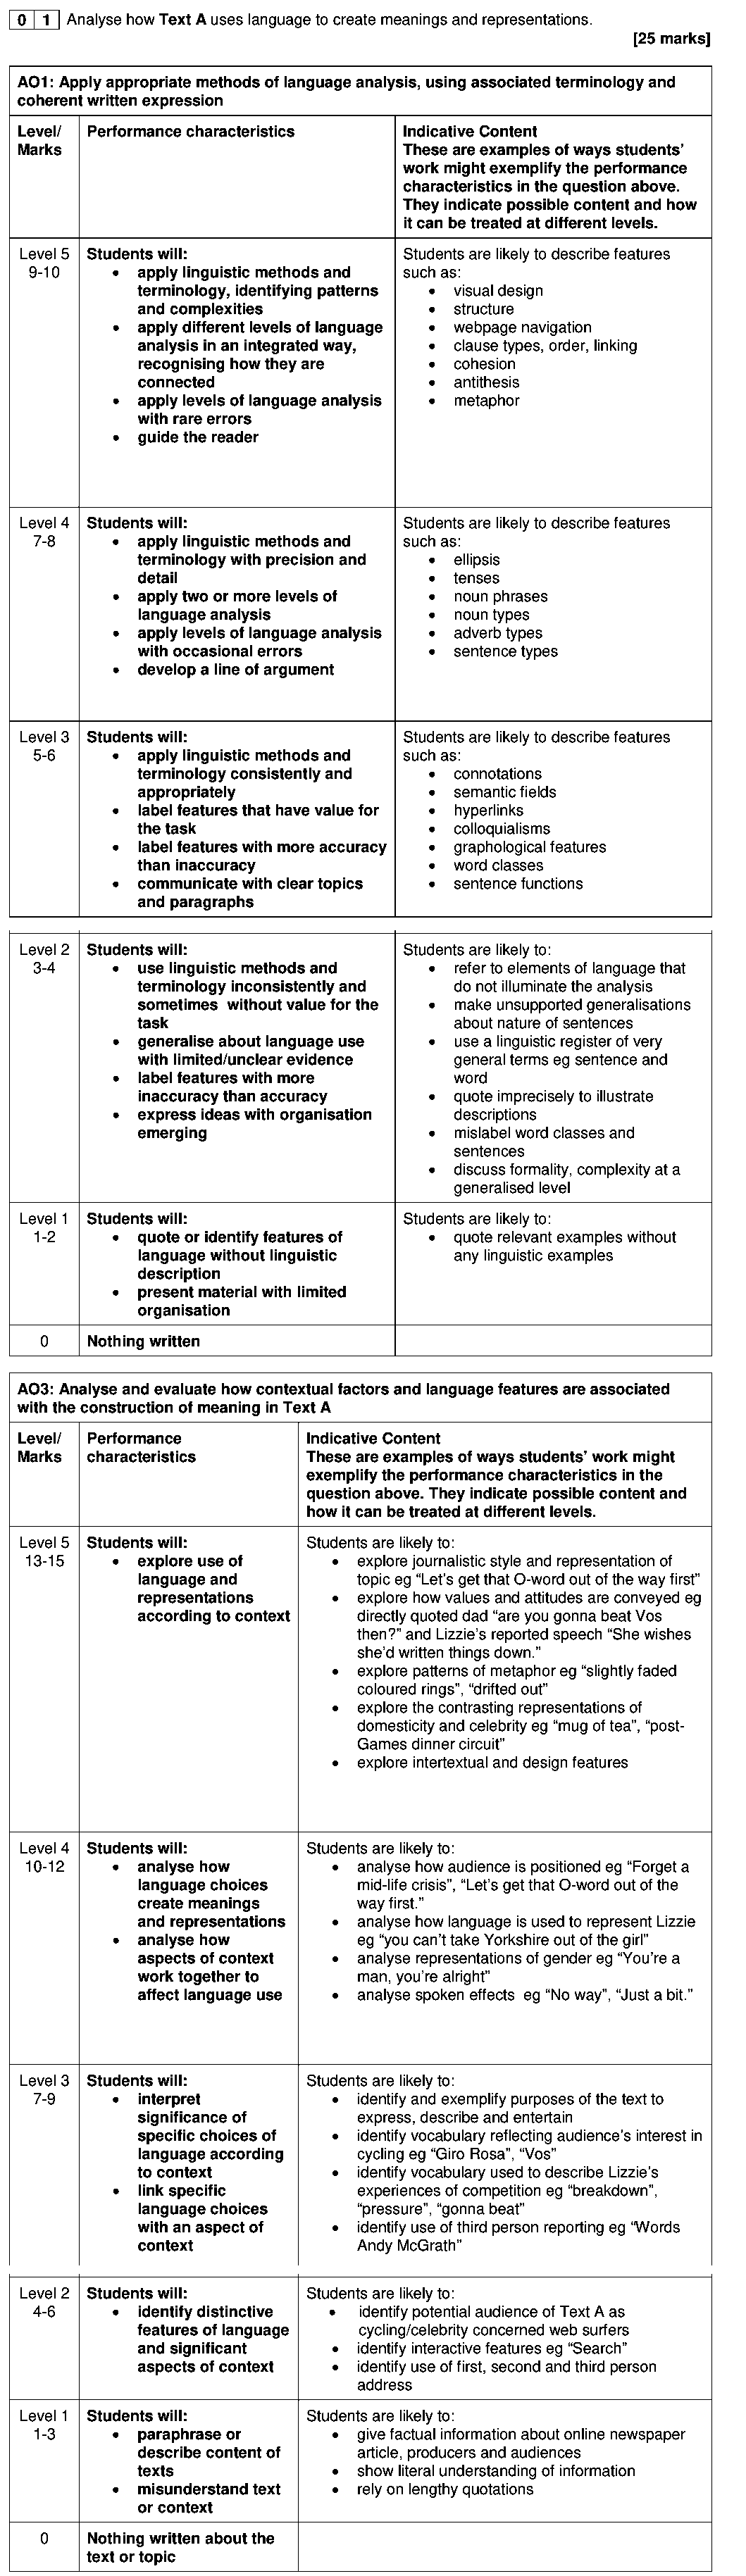 0 1 Analyse how Text A uses language to create meanings and representations.
[25 marks]
AO1: Apply appropriate methods of language analysis, using associated terminology and
coherent written expression
Level/
Marks
Performance characteristics
Indicative Content
These are examples of ways students'
work might exemplify the performance
characteristics in the question above.
They indicate possible content and how
it can be treated at different levels.
Level 5
9-10
Students will:
• apply linguistic methods and
terminology, identifying patterns
and complexities
• apply different levels of language
analysis in an integrated way,
recognising how they are
connected
• apply levels of language analysis
with rare errors
• guide the reader
Students are likely to describe features
such as:
• visual design
• structure
• webpage navigation
• clause types, order, linking
• cohesion
• antithesis
• metaphor
Level 4
7-8
Students will:
• apply linguistic methods and
terminology with precision and
detail
• apply two or more levels of
language analysis
• apply levels of language analysis
with occasional errors
• develop a line of argument
Students are likely to describe features
such as:
• ellipsis
• tenses
• noun phrases
• noun types
• adverb types
• sentence types
Level 3
5-6
Students will:
• apply linguistic methods and
terminology consistently and
appropriately
• label features that have value for
the task
• label features with more accuracy
than inaccuracy
• communicate with clear topics
and paragraphs
Students are likely to describe features
such as:
• connotations
• semantic fields
• hyperlinks
• colloquialisms
• graphological features
• word classes
• sentence functions
Level 2
3-4
Students will:
• use linguistic methods and
terminology inconsistently and
sometimes without value for the
task
• generalise about language use
with limited/unclear evidence
• label features with more
inaccuracy than accuracy
• express ideas with organisation
emerging
Students are likely to:
• refer to elements of language that
do not illuminate the analysis
• make unsupported generalisations
about nature of sentences
• use a linguistic register of very
general terms eg sentence and
word
• quote imprecisely to illustrate
descriptions
• mislabel word classes and
sentences
• discuss formality, complexity at a
generalised level
Level 1
1-2
Students will:
• quote or identify features of
language without linguistic
description
• present material with limited
organisation
Students are likely to:
• quote relevant examples without
any linguistic examples
0
Nothing written
AO3: Analyse and evaluate how contextual factors and language features are associated
with the construction of meaning in Text A
Level/
Marks
Performance
characteristics
Indicative Content
These are examples of ways students' work might
exemplify the performance characteristics in the
question above. They indicate possible content and
how it can be treated at different levels.
Level 5
13-15
Students will:
• explore use of
language and
representations
according to context
Students are likely to:
• explore journalistic style and representation of
topic eg "Let's get that O-word out of the way first"
• explore how values and attitudes are conveyed eg
directly quoted dad "are you gonna beat Vos
then?" and Lizzie's reported speech "She wishes
she'd written things down."
• explore patterns of metaphor eg "slightly faded
coloured rings", "drifted out"
• explore the contrasting representations of
domesticity and celebrity eg "mug of tea", "post-
Games dinner circuit"
• explore intertextual and design features
Level 4
10-12
Students will:
• analyse how
language choices
create meanings
and representations
• analyse how
aspects of context
work together to
affect language use
Students are likely to:
• analyse how audience is positioned eg "Forget a
mid-life crisis", "Let's get that O-word out of the
way first."
• analyse how language is used to represent Lizzie
eg "you can't take Yorkshire out of the girl"
• analyse representations of gender eg "You're a
man, you're alright"
• analyse spoken effects eg "No way", "Just a bit."
Level 3
7-9
Students will:
• interpret
significance of
specific choices of
language according
to context
• link specific
language choices
with an aspect of
context
Students are likely to:
• identify and exemplify purposes of the text to
express, describe and entertain
• identify vocabulary reflecting audience's interest in
cycling eg "Giro Rosa", "Vos"
• identify vocabulary used to describe Lizzie's
experiences of competition eg "breakdown",
"pressure", "gonna beat"
• identify use of third person reporting eg "Words
Andy McGrath"
Level 2
4-6
Students will:
• identify distinctive
features of language
and significant
aspects of context
Students are likely to:
• identify potential audience of Text A as
cycling/celebrity concerned web surfers
• identify interactive features eg "Search"
• identify use of first, second and third person
address
Level 1
1-3
Students will:
• paraphrase or
describe content of
texts
• misunderstand text
or context
Students are likely to:
• give factual information about online newspaper
article, producers and audiences
• show literal understanding of information
• rely on lengthy quotations
0
Nothing written about the
text or topic